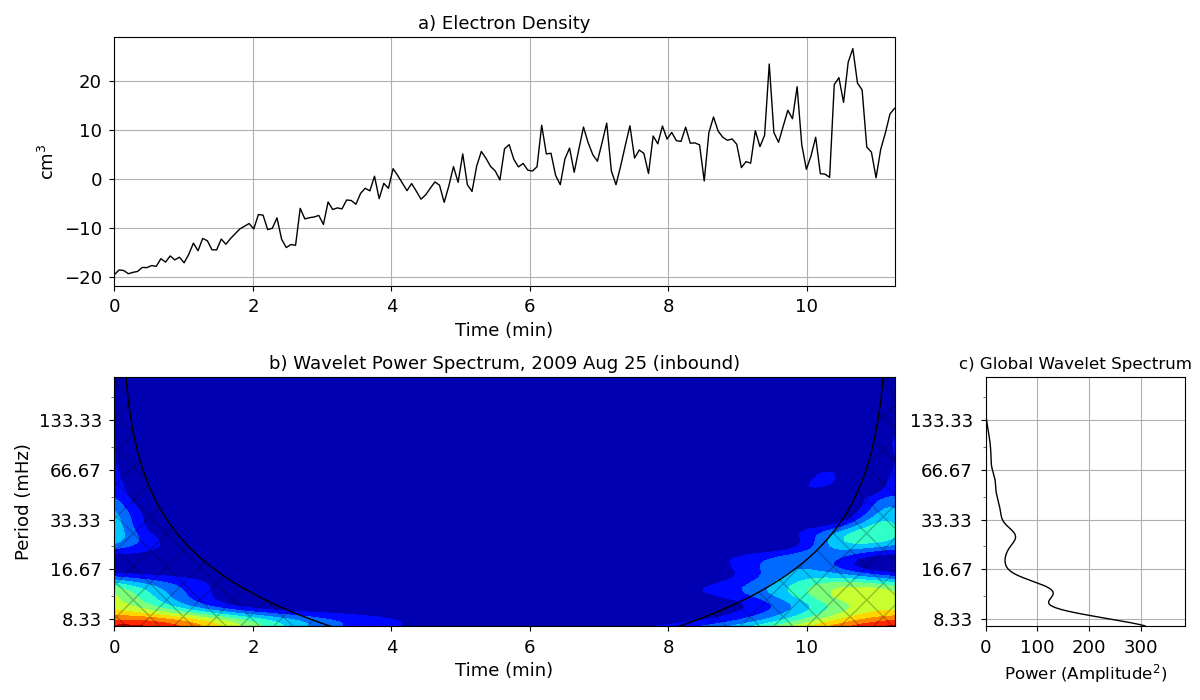 a) Electron Density
cm³
20
10
0
−10
−20
0 2 4 6 8 10
Time (min)
b) Wavelet Power Spectrum, 2009 Aug 25 (inbound)
Period (mHz)
133.33
66.67
33.33
16.67
8.33
0 2 4 6 8 10
Time (min)
c) Global Wavelet Spectrum
133.33
66.67
33.33
16.67
8.33
0 100 200 300
Power (Amplitude²)